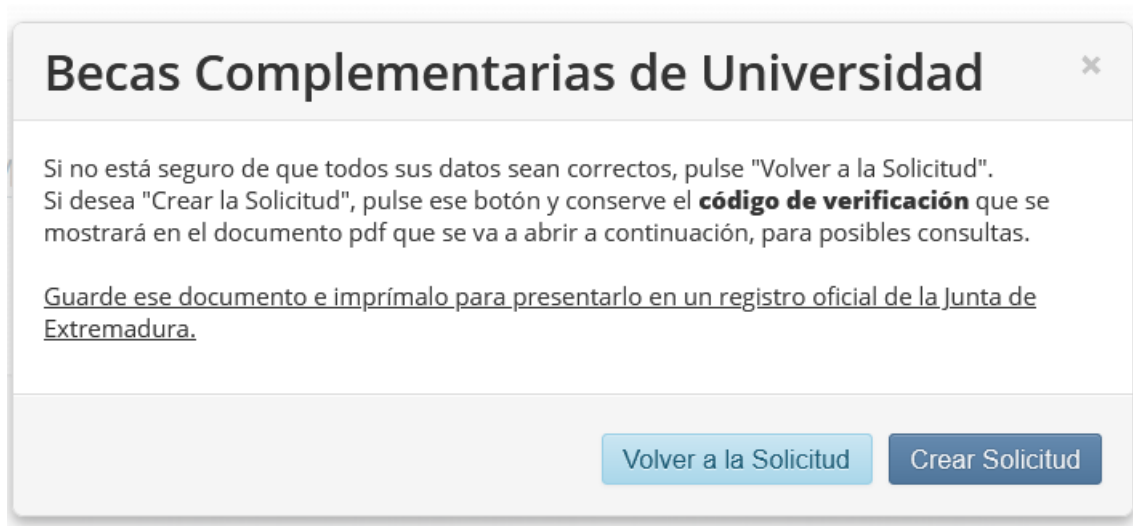 Becas Complementarias de Universidad ×
Si no está seguro de que todos sus datos sean correctos, pulse "Volver a la Solicitud".
Si desea "Crear la Solicitud", pulse ese botón y conserve el código de verificación que se
mostrará en el documento pdf que se va a abrir a continuación, para posibles consultas.
Guarde ese documento e imprímalo para presentarlo en un registro oficial de la Junta de
Extremadura.
Volver a la Solicitud Crear Solicitud